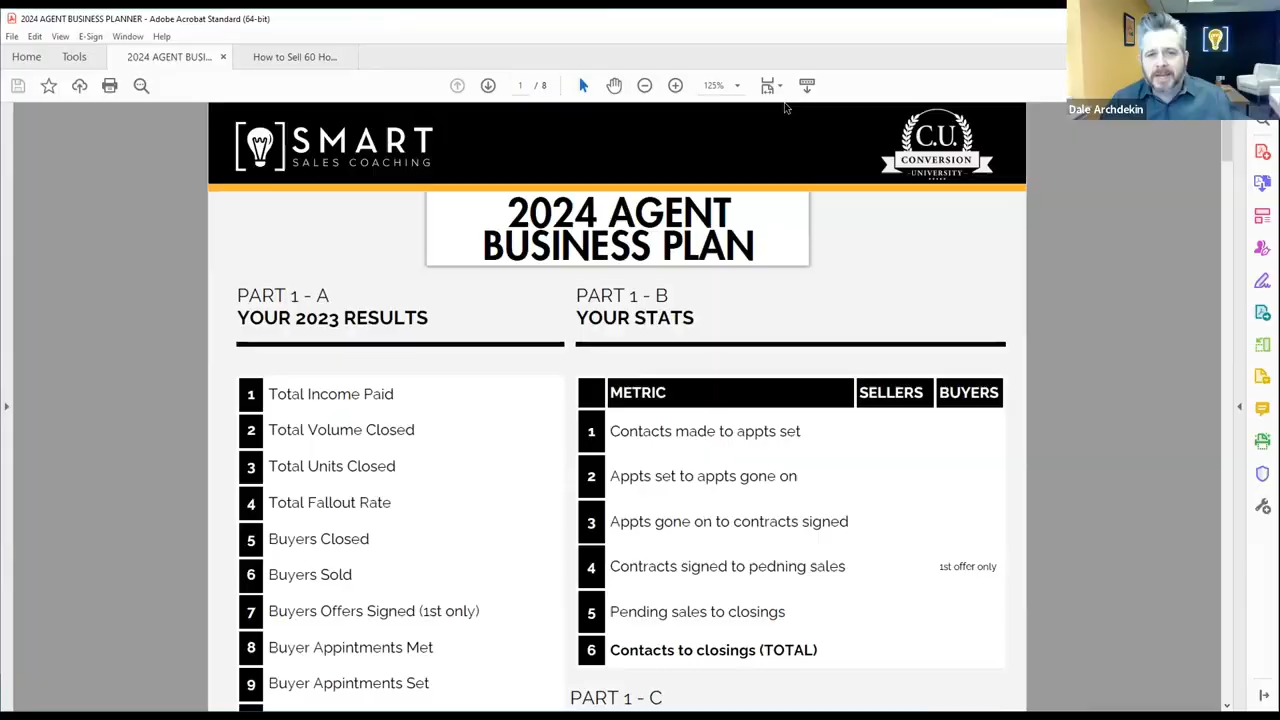 2024 AGENT BUSINESS PLANNER - Adobe Acrobat Standard (64-bit)
File Edit View E-Sign Window Help
Home Tools 2024 AGENT BUSI... × How to Sell 60 Ho...
1 / 8 125%
Dale Archdekin
[ ] SMART
SALES COACHING
C.U.
CONVERSION
UNIVERSITY
2024 AGENT
BUSINESS PLAN
PART 1 - A
YOUR 2023 RESULTS
1 Total Income Paid
2 Total Volume Closed
3 Total Units Closed
4 Total Fallout Rate
5 Buyers Closed
6 Buyers Sold
7 Buyers Offers Signed (1st only)
8 Buyer Appintments Met
9 Buyer Appintments Set
PART 1 - B
YOUR STATS
METRIC SELLERS BUYERS
1 Contacts made to appts set
2 Appts set to appts gone on
3 Appts gone on to contracts signed
4 Contracts signed to pedning sales 1st offer only
5 Pending sales to closings
6 Contacts to closings (TOTAL)
PART 1 - C